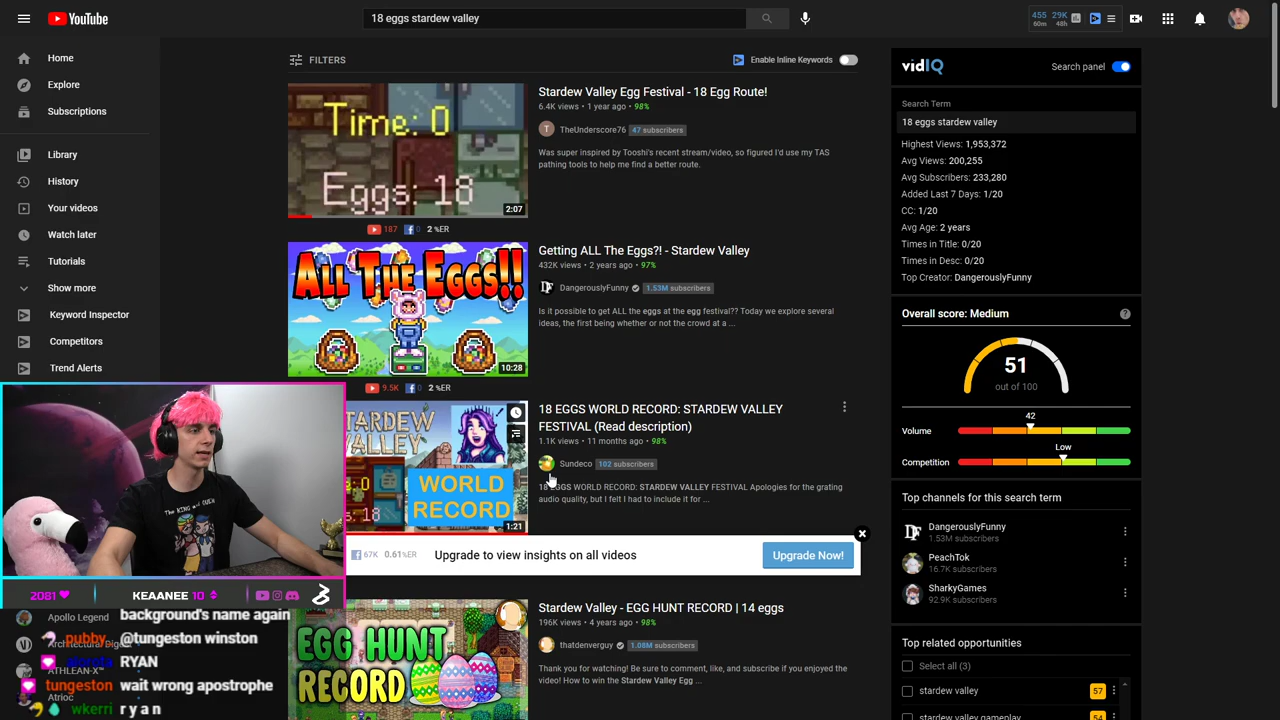 YouTube
18 eggs stardew valley
455 29K
60m 48h
Home
Explore
Subscriptions
Library
History
Your videos
Watch later
Tutorials
Show more
Keyword Inspector
Competitors
Trend Alerts
FILTERS
Enable Inline Keywords
Time: 0
Eggs: 18
2:07
187 0 2 %ER
Stardew Valley Egg Festival - 18 Egg Route!
6.4K views • 1 year ago • 98%
T TheUnderscore76 47 subscribers
Was super inspired by Tooshi's recent stream/video, so figured I'd use my TAS
pathing tools to help me find a better route.
ALL THE EGGS!!
10:28
9.5K 0 2 %ER
Getting ALL The Eggs?! - Stardew Valley
432K views • 2 years ago • 97%
DF DangerouslyFunny 1.53M subscribers
Is it possible to get ALL the eggs at the egg festival?? Today we explore several
ideas, the first being whether or not the crowd at a ...
STARDEW
VALLEY
WORLD
RECORD
1:21
18 EGGS WORLD RECORD: STARDEW VALLEY
FESTIVAL (Read description)
1.1K views • 11 months ago • 98%
Sundeco 102 subscribers
18 EGGS WORLD RECORD: STARDEW VALLEY FESTIVAL Apologies for the grating
audio quality, but I felt I had to include it for ...
67K 0.61%ER
Upgrade to view insights on all videos
Upgrade Now!
EGG HUNT
RECORD
Stardew Valley - EGG HUNT RECORD | 14 eggs
196K views • 4 years ago • 98%
thatdenverguy 1.08M subscribers
Thank you for watching! Be sure to comment, like, and subscribe if you enjoyed the
video! How to win the Stardew Valley Egg ...
vidIQ
Search panel
Search Term
18 eggs stardew valley
Highest Views: 1,953,372
Avg Views: 200,255
Avg Subscribers: 233,280
Added Last 7 Days: 1/20
CC: 1/20
Avg Age: 2 years
Times in Title: 0/20
Times in Desc: 0/20
Top Creator: DangerouslyFunny
Overall score: Medium
51
out of 100
42
Volume
Low
Competition
Top channels for this search term
DF DangerouslyFunny
1.53M subscribers
PeachTok
16.7K subscribers
SharkyGames
92.9K subscribers
Top related opportunities
Select all (3)
stardew valley 57
stardew valley gameplay 54
2081
KEAANEE 10
background's name again
Apollo Legend
pubby @tungeston winston
RYAN
ATHLEAN-X™
tungeston wait wrong apostrophe
Atrioc
wkerri r y a n